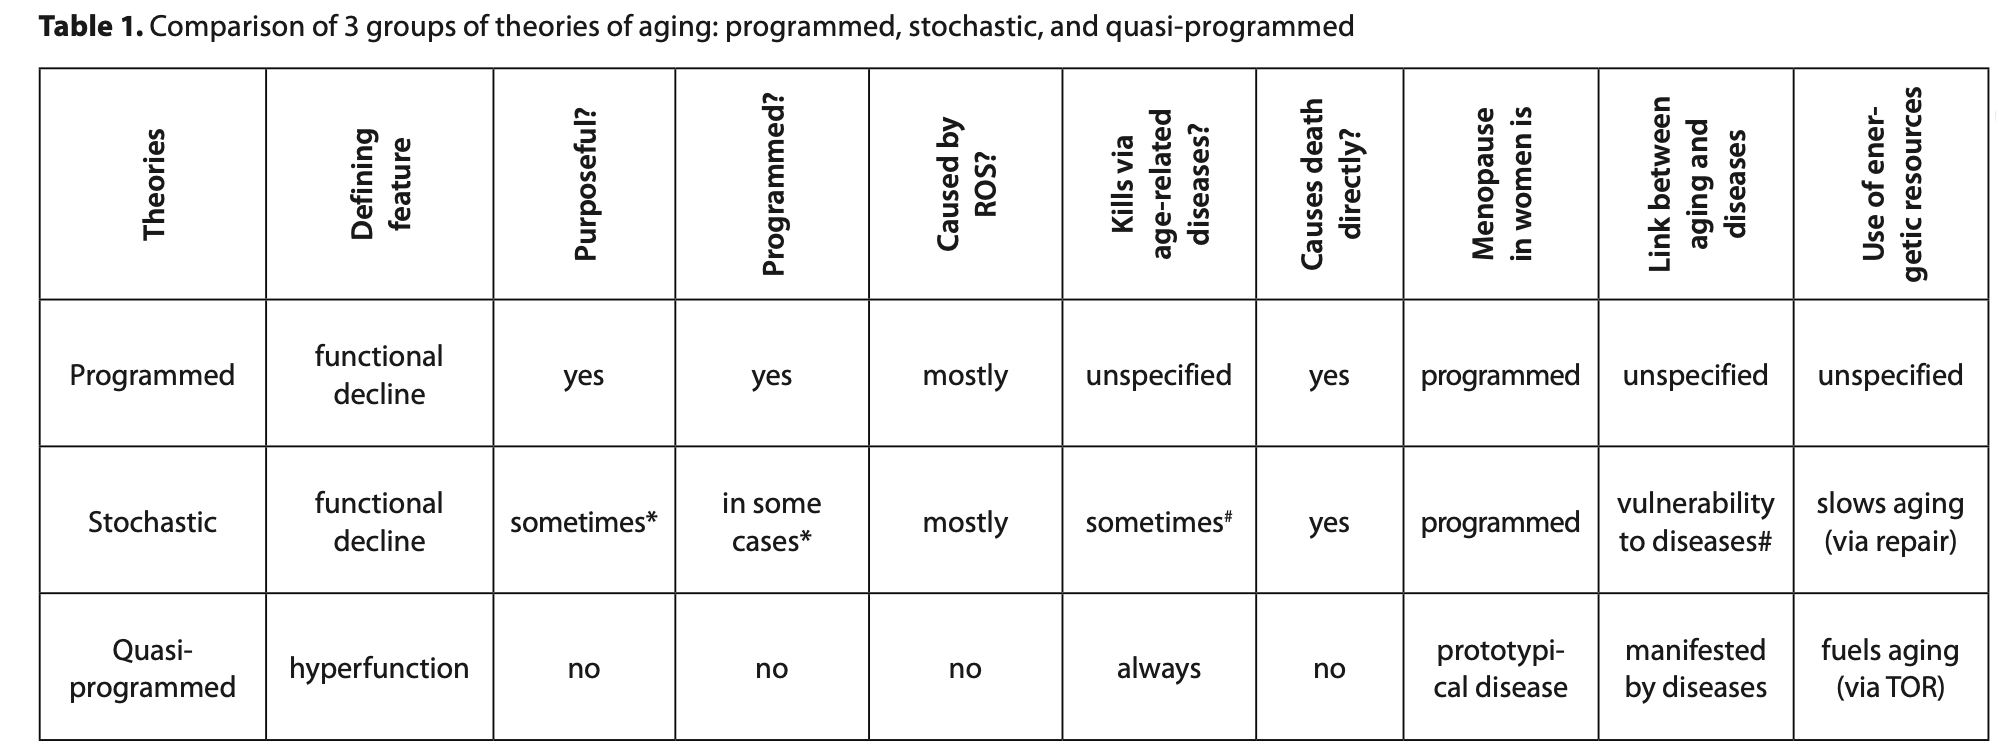 Table 1. Comparison of 3 groups of theories of aging: programmed, stochastic, and quasi-programmed
Theories
Defining
feature
Purposeful?
Programmed?
Caused by
ROS?
Kills via
age-related
diseases?
Causes death
directly?
Menopause
in women is
Link between
aging and
diseases
Use of ener-
getic resources
Programmed
functional
decline
yes
yes
mostly
unspecified
yes
programmed
unspecified
unspecified
Stochastic
functional
decline
sometimes*
in some
cases*
mostly
sometimes#
yes
programmed
vulnerability
to diseases#
slows aging
(via repair)
Quasi-
programmed
hyperfunction
no
no
no
always
no
prototypi-
cal disease
manifested
by diseases
fuels aging
(via TOR)